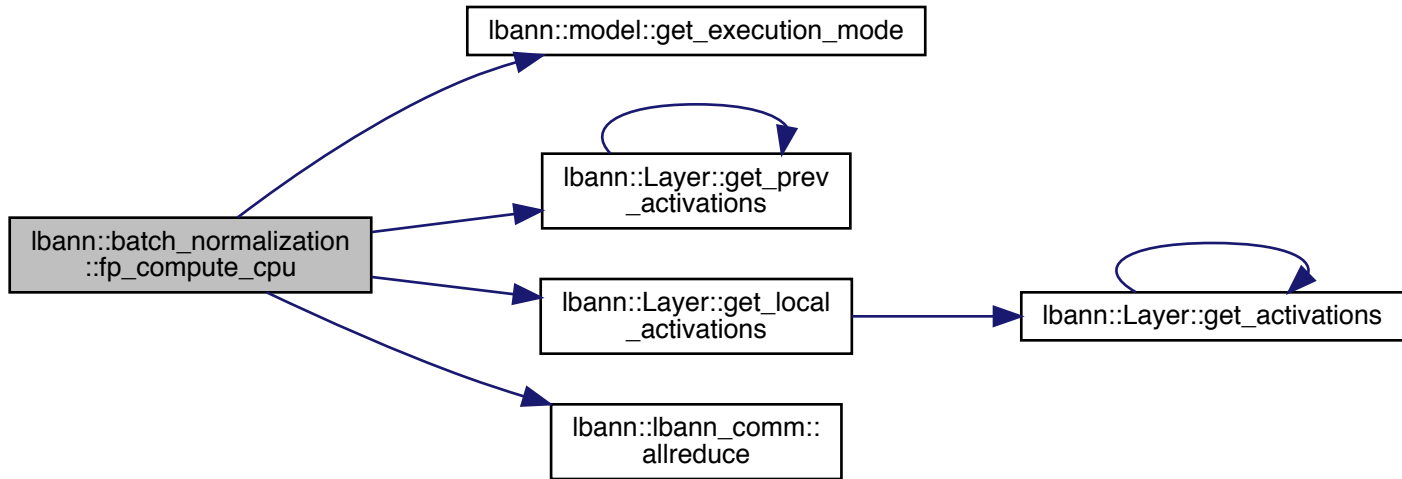 lbann::model::get_execution_mode
lbann::Layer::get_prev
_activations
lbann::batch_normalization
::fp_compute_cpu
lbann::Layer::get_local
_activations
lbann::Layer::get_activations
lbann::lbann_comm::
allreduce